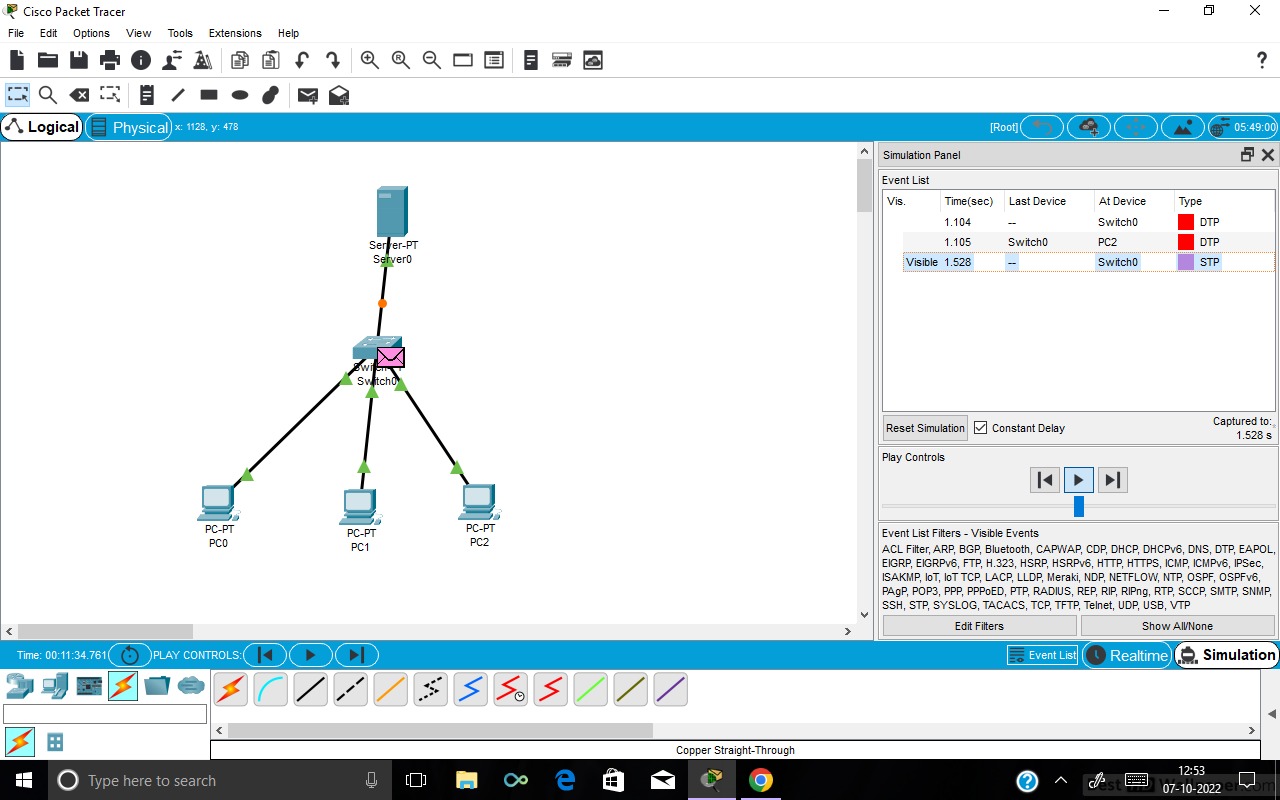 Cisco Packet Tracer
File Edit Options View Tools Extensions Help
?
Logical Physical x: 1128, y: 478 [Root] 05:49:00
Simulation Panel
Event List
Vis. Time(sec) Last Device At Device Type
1.104 -- Switch0 DTP
1.105 Switch0 PC2 DTP
Visible 1.528 -- Switch0 STP
Server-PT
Server0
Switch0
PC-PT
PC0
PC-PT
PC1
PC-PT
PC2
Reset Simulation Constant Delay Captured to:
1.528 s
Play Controls
Event List Filters - Visible Events
ACL Filter, ARP, BGP, Bluetooth, CAPWAP, CDP, DHCP, DHCPv6, DNS, DTP, EAPOL,
EIGRP, EIGRPv6, FTP, H.323, HSRP, HSRPv6, HTTP, HTTPS, ICMP, ICMPv6, IPSec,
ISAKMP, IoT, IoT TCP, LACP, LLDP, Meraki, NDP, NETFLOW, NTP, OSPF, OSPFv6,
PAgP, POP3, PPP, PPPoED, PTP, RADIUS, REP, RIP, RIPng, RTP, SCCP, SMTP, SNMP,
SSH, STP, SYSLOG, TACACS, TCP, TFTP, Telnet, UDP, USB, VTP
Edit Filters Show All/None
Time: 00:11:34.761 PLAY CONTROLS: Event List Realtime Simulation
Copper Straight-Through
Type here to search
12:53
07-10-2022